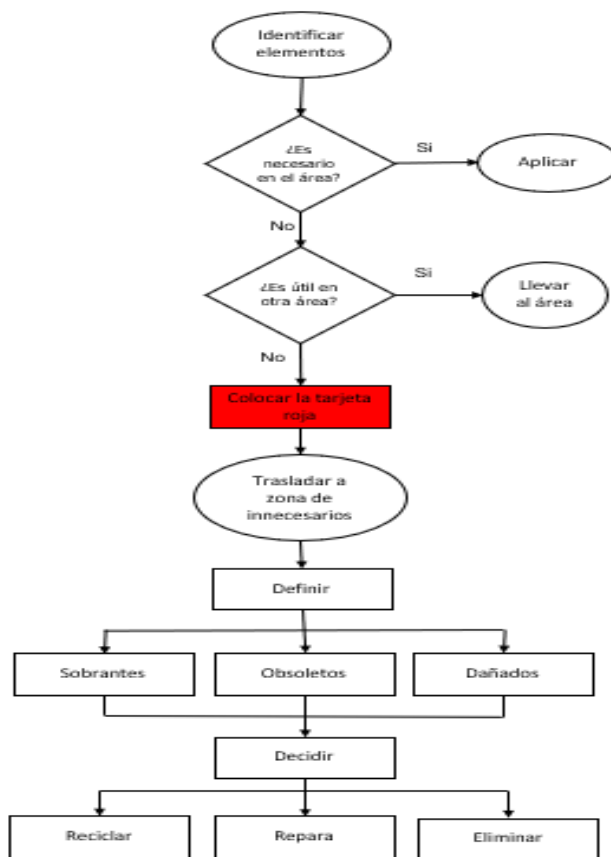 Identificar
elementos
¿Es
necesario
en el área?
Si
Aplicar
No
¿Es útil en
otra área?
Si
Llevar
al área
No
Colocar la tarjeta
roja
Trasladar a
zona de
innecesarios
Definir
Sobrantes
Obsoletos
Dañados
Decidir
Reciclar
Repara
Eliminar